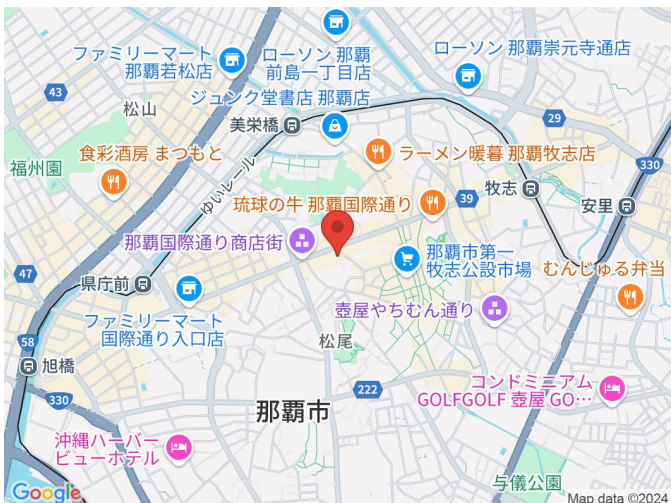 ファミリーマート
那覇若松店
ローソン 那覇
前島一丁目店
ローソン 那覇崇元寺通店
43
松山
ジュンク堂書店 那覇店
美栄橋
29
食彩酒房 まつもと
ラーメン暖暮 那覇牧志店
330
福州園
ゆいレール
琉球の牛 那覇国際通り
39
牧志
安里
那覇国際通り商店街
那覇市第一
牧志公設市場
47
県庁前
むんじゅる弁当
ファミリーマート
国際通り入口店
壺屋やちむん通り
58
松尾
旭橋
222
330
コンドミニアム
GOLFGOLF 壺屋 GO…
那覇市
沖縄ハーバー
ビューホテル
与儀公園
Google
Map data ©2024